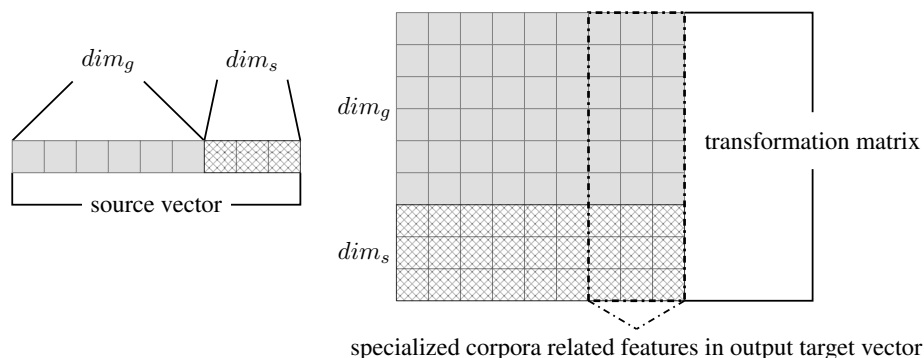 dim_g
dim_s
source vector
dim_g
dim_s
transformation matrix
specialized corpora related features in output target vector